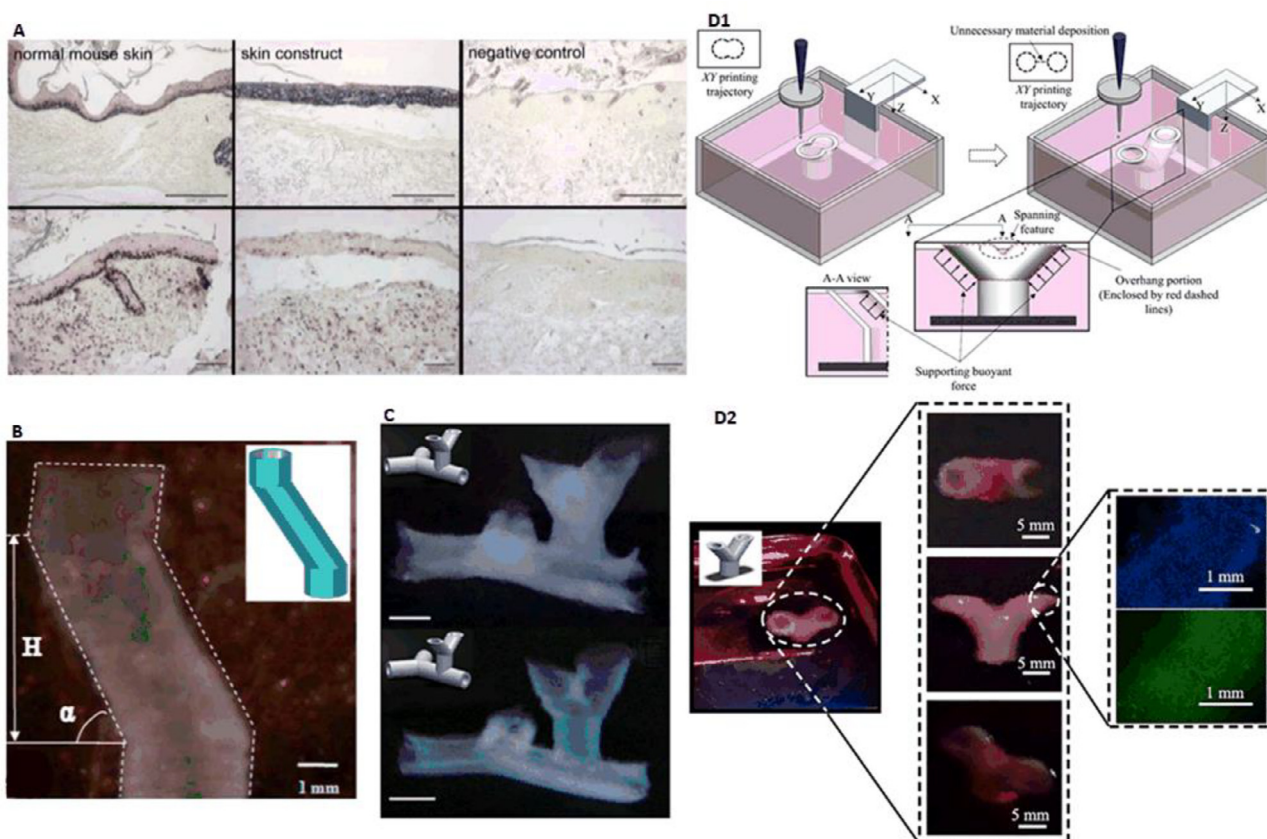 A
normal mouse skin
skin construct
negative control
D1
XY printing
trajectory
Unnecessary material deposition
XY printing
trajectory
Y
X
Z
Y
X
Z
A
A
Spanning
feature
A-A view
Overhang portion
(Enclosed by red dashed
lines)
Supporting buoyant
force
B
H
α
1 mm
C
D2
5 mm
5 mm
5 mm
1 mm
1 mm